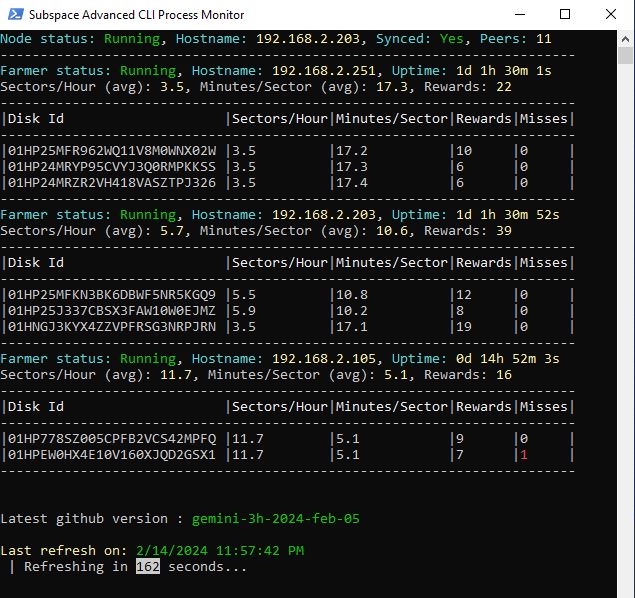 Subspace Advanced CLI Process Monitor
Node status: Running, Hostname: 192.168.2.203, Synced: Yes, Peers: 11
------------------------------------------------------------------------
Farmer status: Running, Hostname: 192.168.2.251, Uptime: 1d 1h 30m 1s
Sectors/Hour (avg): 3.5, Minutes/Sector (avg): 17.3, Rewards: 22
------------------------------------------------------------------------
|Disk Id |Sectors/Hour|Minutes/Sector|Rewards|Misses|
------------------------------------------------------------------------
|01HP25MFR962WQ11V8M0WNX02W |3.5 |17.2 |10 |0 |
|01HP24MRYP95CVYJ3Q0RMPKKSS |3.5 |17.3 |6 |0 |
|01HP24MRZR2VH418VASZTPJ326 |3.5 |17.4 |6 |0 |
------------------------------------------------------------------------
Farmer status: Running, Hostname: 192.168.2.203, Uptime: 1d 1h 30m 52s
Sectors/Hour (avg): 5.7, Minutes/Sector (avg): 10.6, Rewards: 39
------------------------------------------------------------------------
|Disk Id |Sectors/Hour|Minutes/Sector|Rewards|Misses|
------------------------------------------------------------------------
|01HP25MFKN3BK6DBWF5NR5KGQ9 |5.5 |10.8 |12 |0 |
|01HP25J337CBSX3FAW10W0EJMZ |5.9 |10.2 |8 |0 |
|01HNGJ3KYX4ZZVPFRSG3NRPJRN |3.5 |17.1 |19 |0 |
------------------------------------------------------------------------
Farmer status: Running, Hostname: 192.168.2.105, Uptime: 0d 14h 52m 3s
Sectors/Hour (avg): 11.7, Minutes/Sector (avg): 5.1, Rewards: 16
------------------------------------------------------------------------
|Disk Id |Sectors/Hour|Minutes/Sector|Rewards|Misses|
------------------------------------------------------------------------
|01HP778SZ005CPFB2VCS42MPFQ |11.7 |5.1 |9 |0 |
|01HPEW0HX4E10V160XJQD2GSX1 |11.7 |5.1 |7 |1 |
------------------------------------------------------------------------
Latest github version : gemini-3h-2024-feb-05
Last refresh on: 2/14/2024 11:57:42 PM
| Refreshing in 162 seconds...